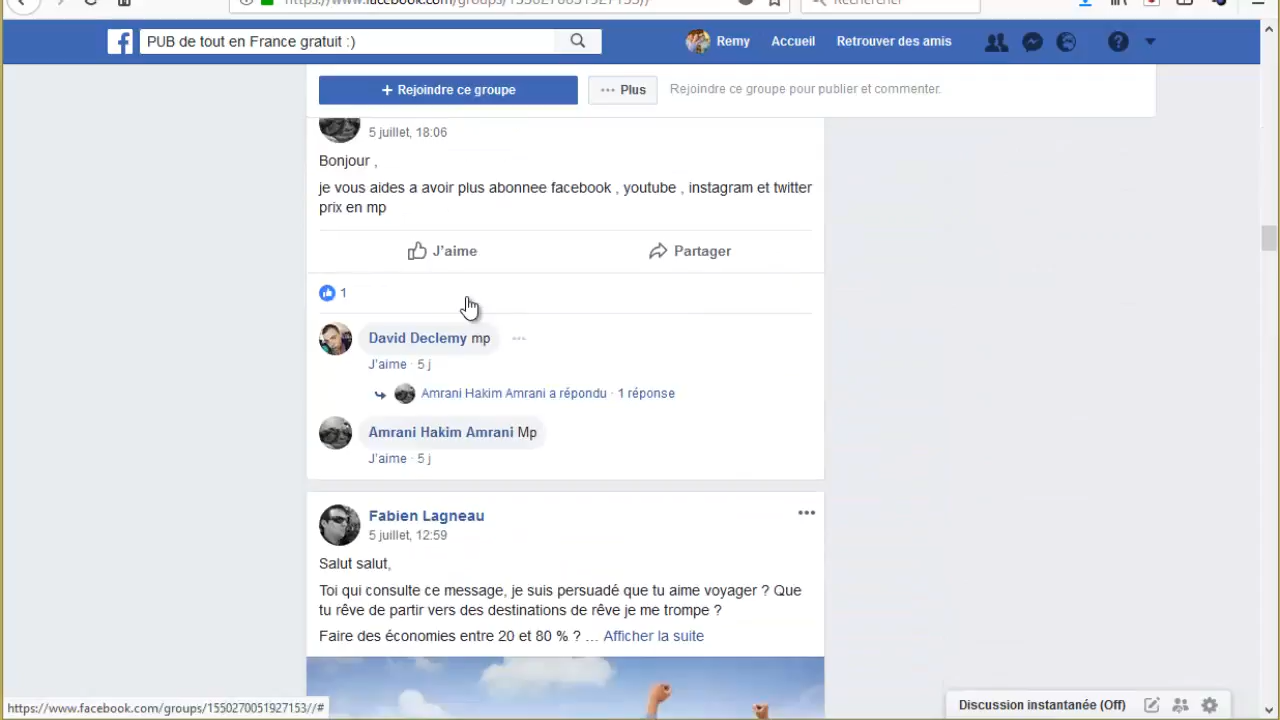 https://www.facebook.com/groups/1550270051927153//
Rechercher
PUB de tout en France gratuit :)
Remy
Accueil
Retrouver des amis
+ Rejoindre ce groupe
Plus
Rejoindre ce groupe pour publier et commenter.
5 juillet, 18:06
Bonjour ,
je vous aides a avoir plus abonnee facebook , youtube , instagram et twitter
prix en mp
J'aime
Partager
1
David Declemy mp
J'aime · 5 j
Amrani Hakim Amrani a répondu · 1 réponse
Amrani Hakim Amrani Mp
J'aime · 5 j
Fabien Lagneau
5 juillet, 12:59
Salut salut,
Toi qui consulte ce message, je suis persuadé que tu aime voyager ? Que
tu rêve de partir vers des destinations de rêve je me trompe ?
Faire des économies entre 20 et 80 % ? ... Afficher la suite
https://www.facebook.com/groups/1550270051927153//#
Discussion instantanée (Off)